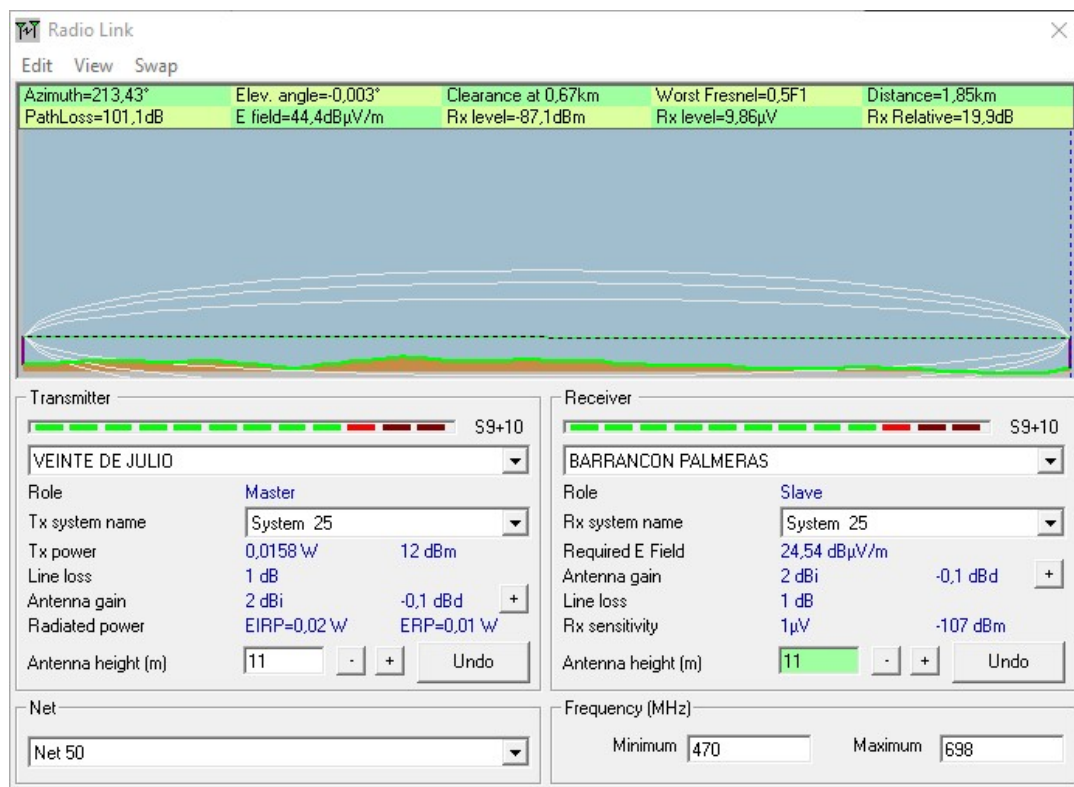 Radio Link
Edit View Swap
Azimuth=213,43° Elev. angle=-0,003° Clearance at 0,67km Worst Fresnel=0,5F1 Distance=1,85km
PathLoss=101,1dB E field=44,4dBµV/m Rx level=-87,1dBm Rx level=9,86µV Rx Relative=19,9dB
Transmitter
S9+10
VEINTE DE JULIO
Role Master
Tx system name System 25
Tx power 0,0158 W 12 dBm
Line loss 1 dB
Antenna gain 2 dBi -0,1 dBd +
Radiated power EIRP=0,02 W ERP=0,01 W
Antenna height (m) 11 - + Undo
Net
Net 50
Receiver
S9+10
BARRANCON PALMERAS
Role Slave
Rx system name System 25
Required E Field 24,54 dBµV/m
Antenna gain 2 dBi -0,1 dBd +
Line loss 1 dB
Rx sensitivity 1µV -107 dBm
Antenna height (m) 11 - + Undo
Frequency (MHz)
Minimum 470 Maximum 698